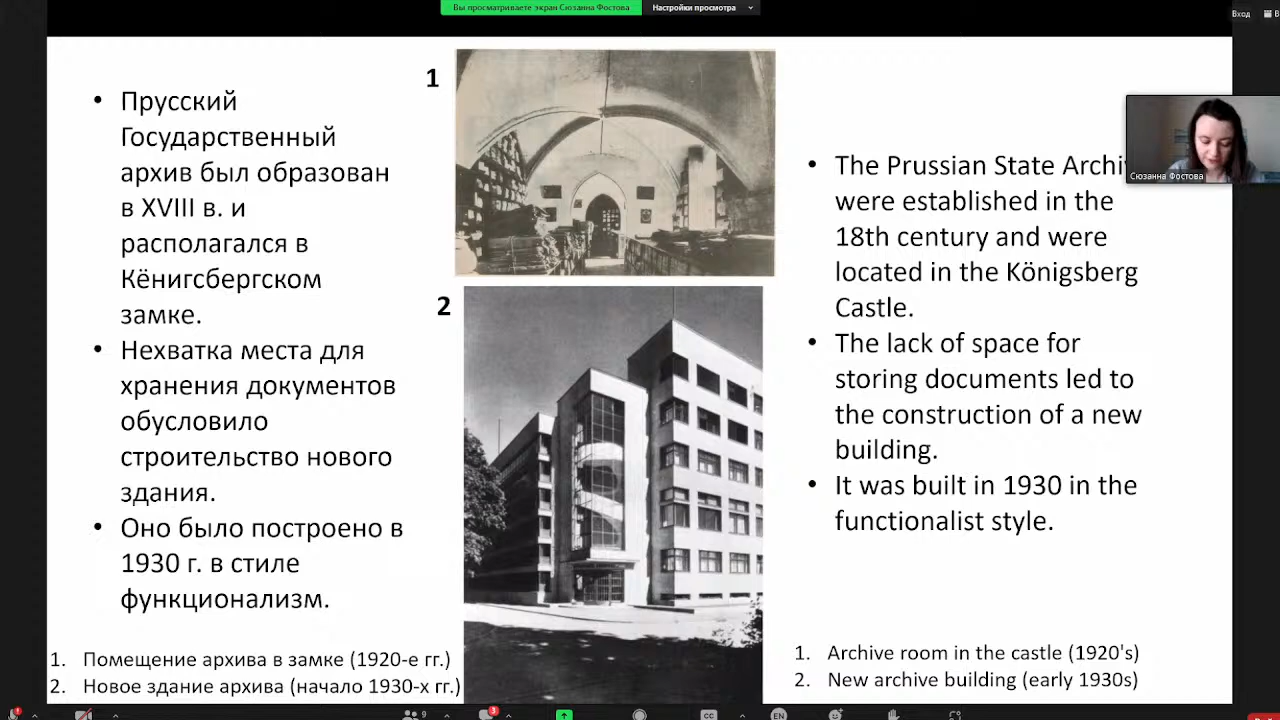 Вы просматриваете экран Сюзанна Фостова
Настройки просмотра
Вход
1
• Прусский
Государственный
архив был образован
в XVIII в. и
располагался в
Кёнигсбергском
замке.
• Нехватка места для
хранения документов
обусловило
строительство нового
здания.
• Оно было построено в
1930 г. в стиле
функционализм.
1. Помещение архива в замке (1920-е гг.)
2. Новое здание архива (начало 1930-х гг.)
2
• The Prussian State Archi
were established in the
18th century and were
located in the Königsberg
Castle.
• The lack of space for
storing documents led to
the construction of a new
building.
• It was built in 1930 in the
functionalist style.
1. Archive room in the castle (1920's)
2. New archive building (early 1930s)
Сюзанна Фостова
9
3
CC
EN